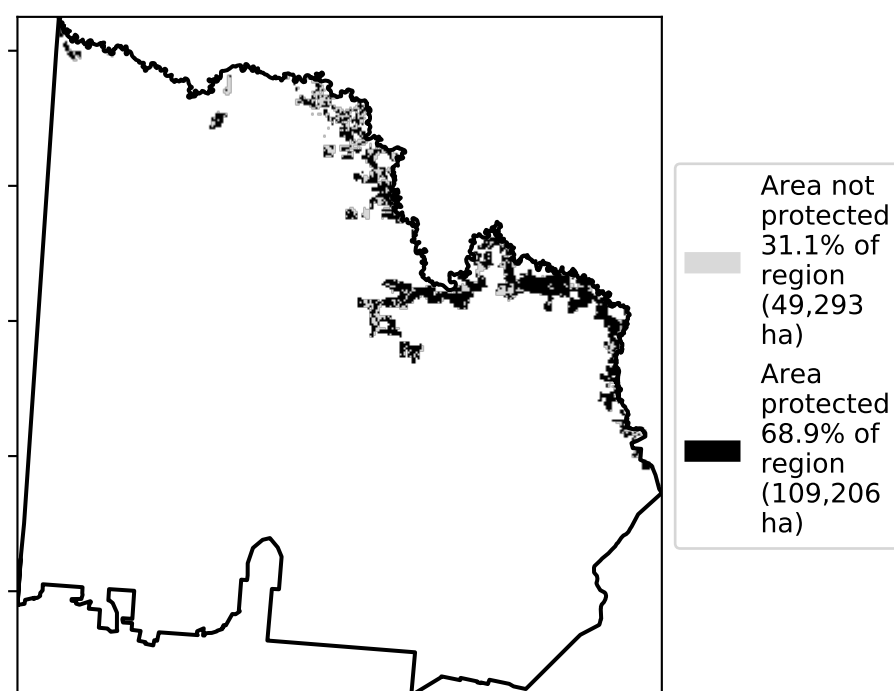 Area not
protected
31.1% of
region
(49,293
ha)
Area
protected
68.9% of
region
(109,206
ha)